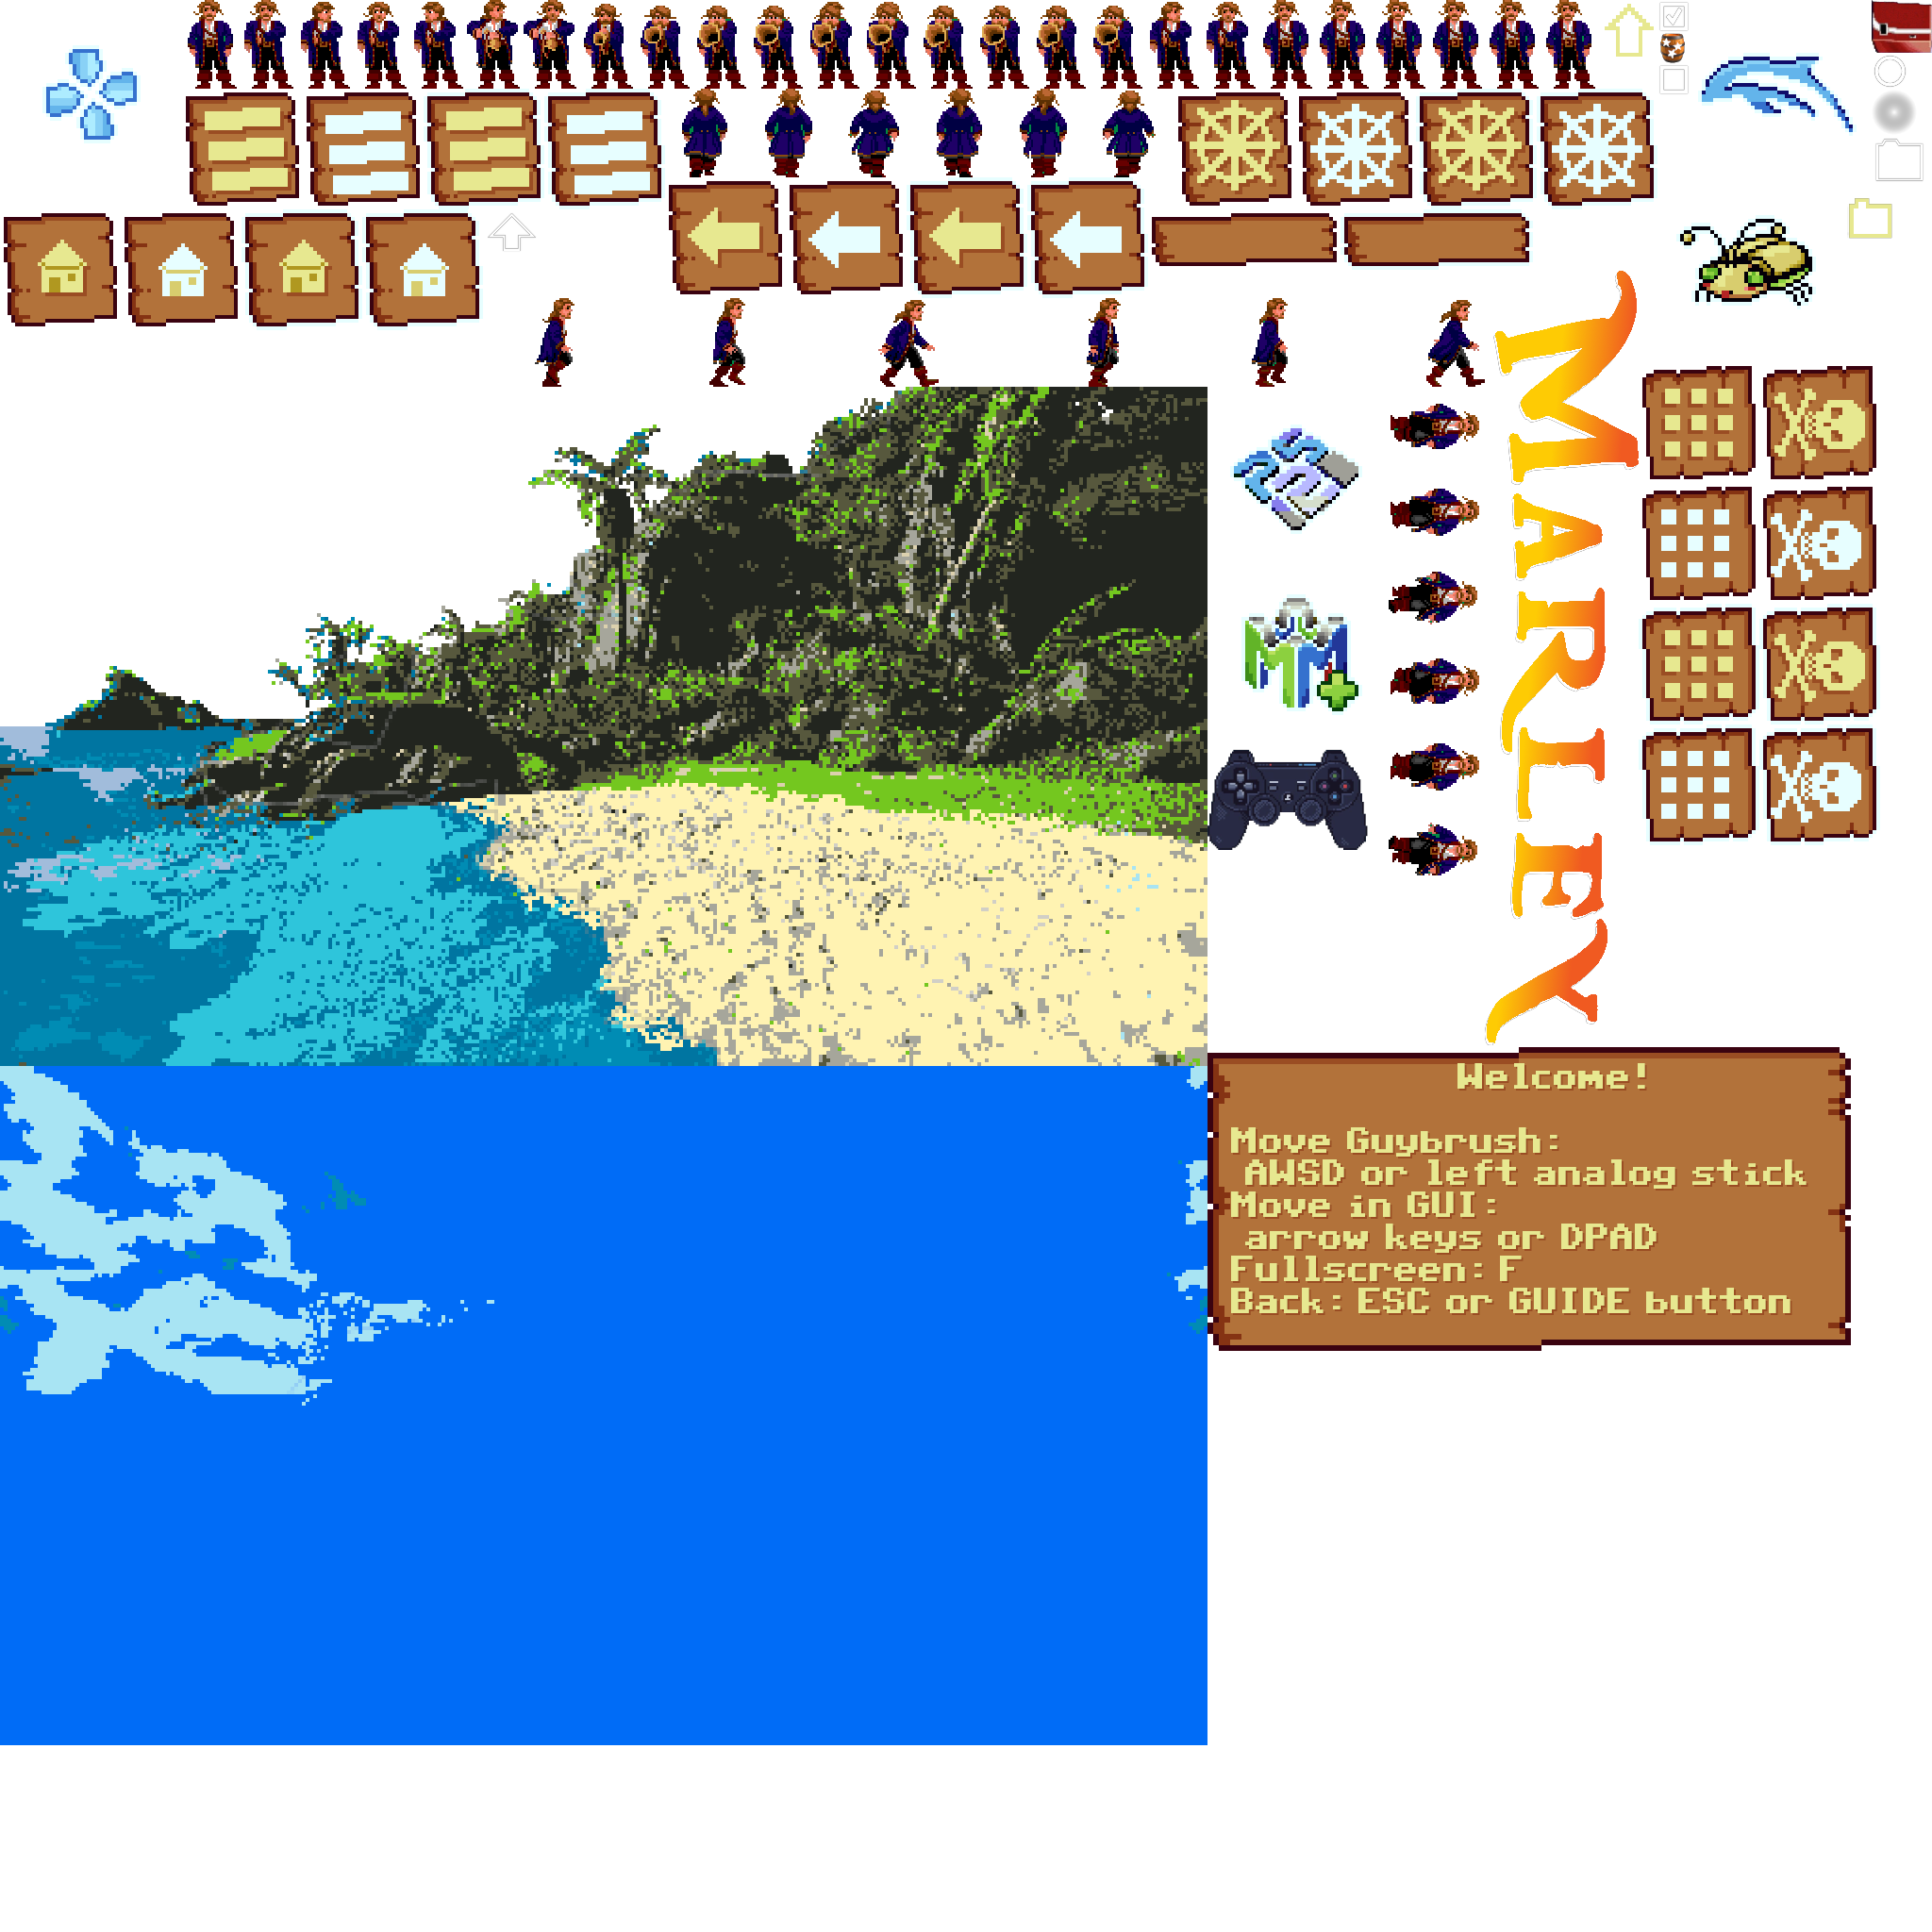 MARLEY
Welcome!
Move Guybrush:
AWSD or left analog stick
Move in GUI:
arrow keys or DPAD
Fullscreen: F
Back: ESC or GUIDE button